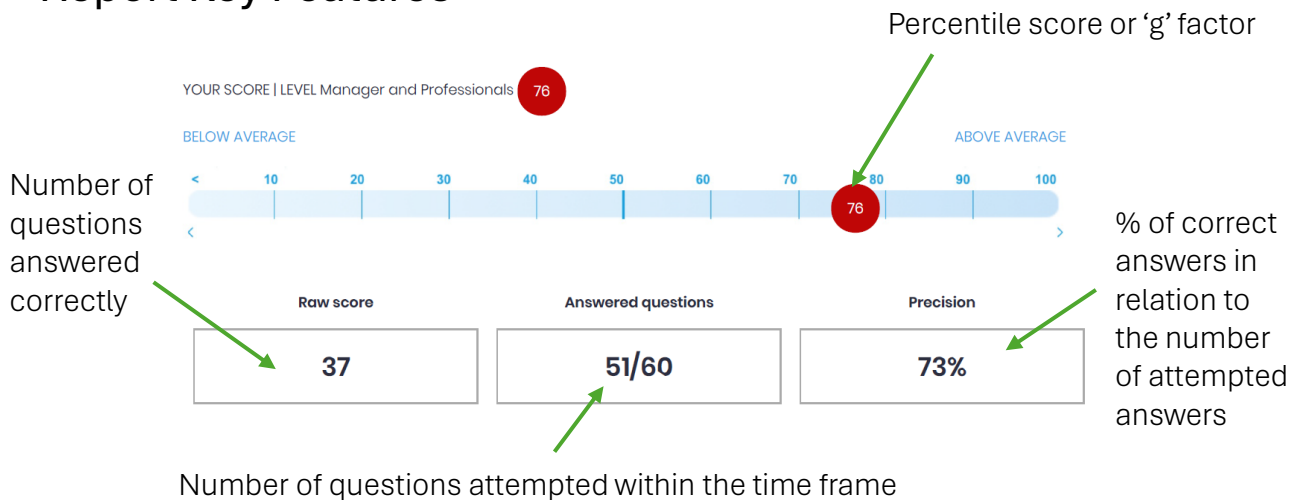 Report Key Features
Percentile score or ‘g’ factor
YOUR SCORE | LEVEL Manager and Professionals 76
BELOW AVERAGE
ABOVE AVERAGE
< 10 20 30 40 50 60 70 80 90 100
76
< >
Number of
questions
answered
correctly
% of correct
answers in
relation to
the number
of attempted
answers
Raw score
Answered questions
Precision
37
51/60
73%
Number of questions attempted within the time frame